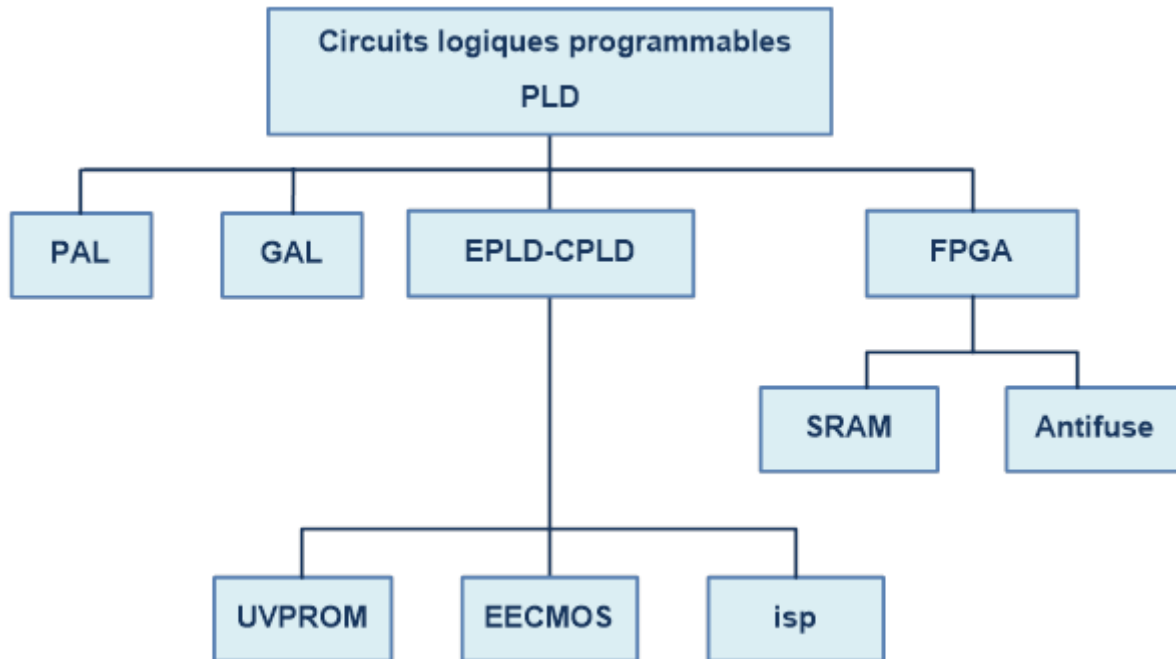 Circuits logiques programmables
PLD
PAL
GAL
EPLD-CPLD
FPGA
SRAM
Antifuse
UVPROM
EECMOS
isp